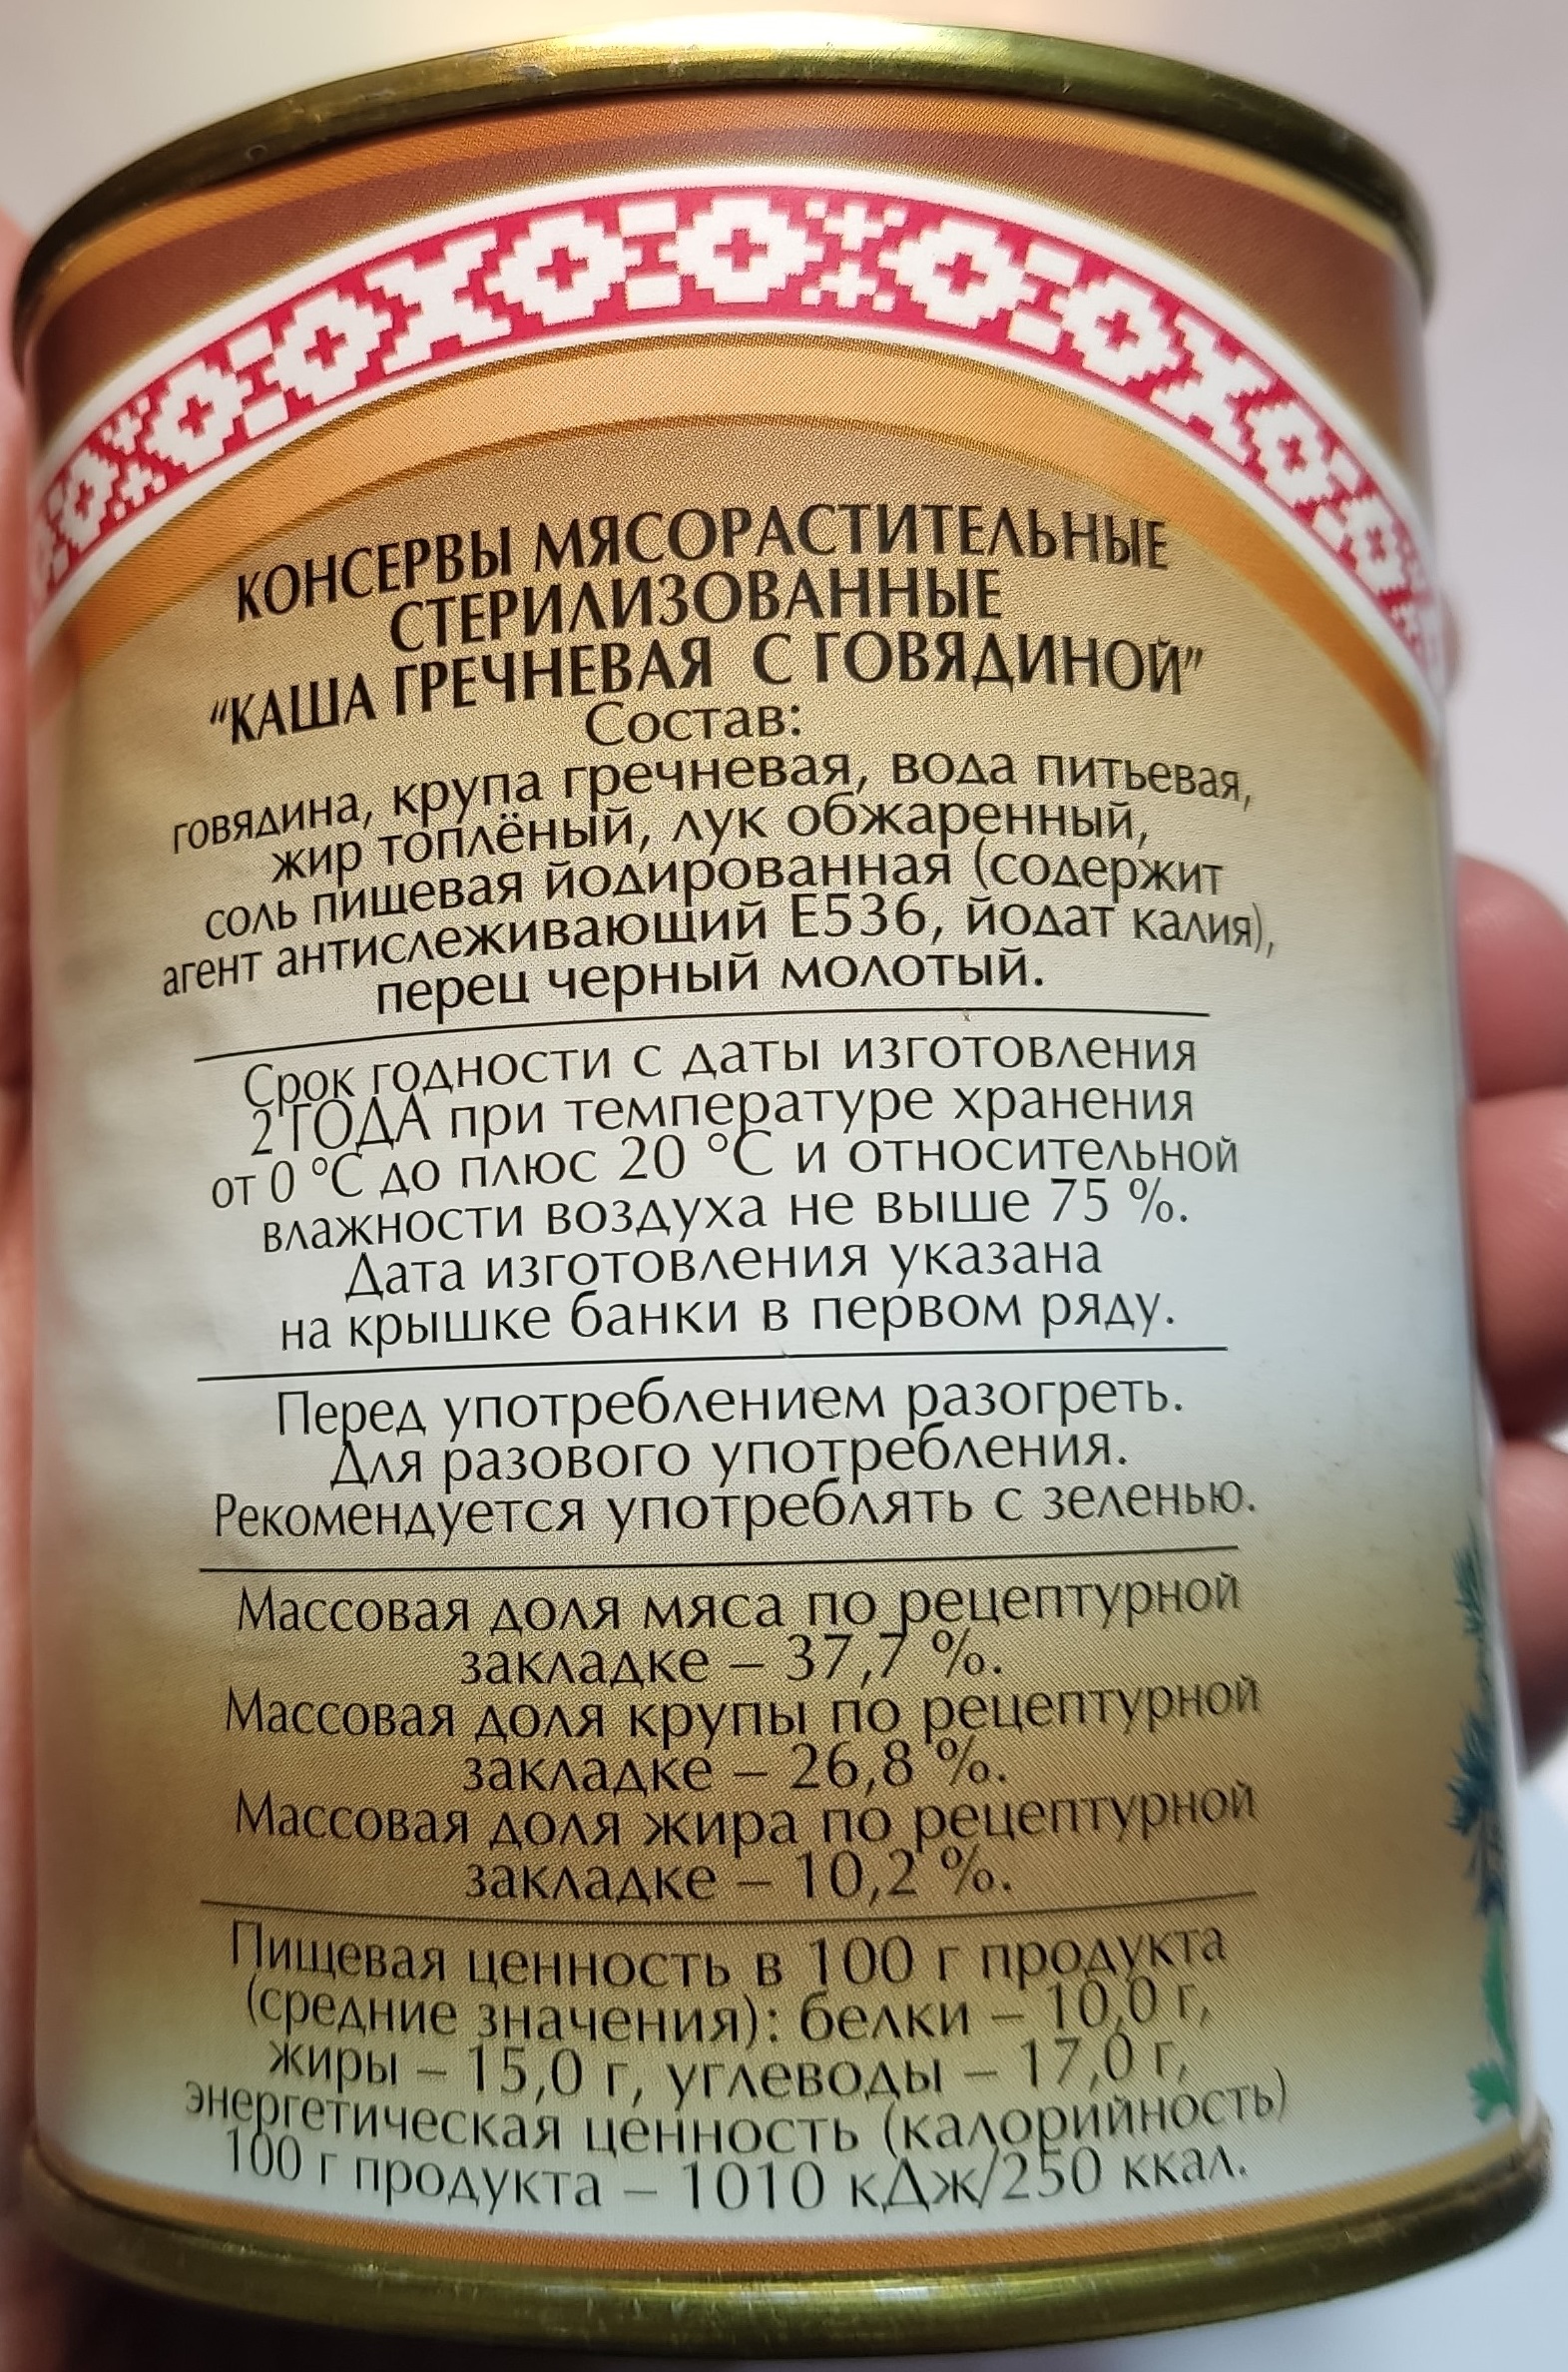 КОНСЕРВЫ МЯСОРАСТИТЕЛЬНЫЕ
СТЕРИЛИЗОВАННЫЕ
"КАША ГРЕЧНЕВАЯ С ГОВЯДИНОЙ"
Состав:
говядина, крупа гречневая, вода питьевая,
жир топлёный, лук обжаренный,
соль пищевая йодированная (содержит
агент антислеживающий Е536, йодат калия),
перец черный молотый.
Срок годности с даты изготовления
2 ГОДА при температуре хранения
от 0 °С до плюс 20 °С и относительной
влажности воздуха не выше 75 %.
Дата изготовления указана
на крышке банки в первом ряду.
Перед употреблением разогреть.
Для разового употребления.
Рекомендуется употреблять с зеленью.
Массовая доля мяса по рецептурной
закладке – 37,7 %.
Массовая доля крупы по рецептурной
закладке – 26,8 %.
Массовая доля жира по рецептурной
закладке – 10,2 %.
Пищевая ценность в 100 г продукта
(средние значения): белки – 10,0 г,
жиры – 15,0 г, углеводы – 17,0 г,
энергетическая ценность (калорийность)
100 г продукта – 1010 кДж/250 ккал.